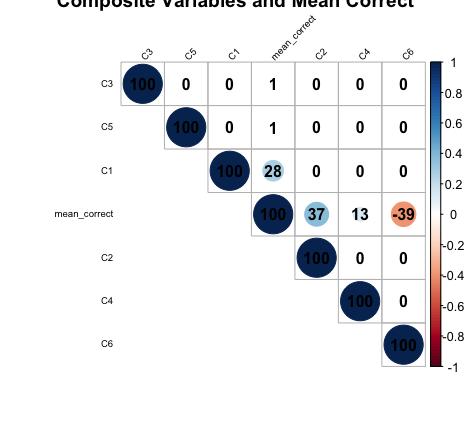 Composite Variables and Mean Correct
C3 C5 C1 mean_correct C2 C4 C6
C3 100 0 0 1 0 0 0
C5 100 0 1 0 0 0
C1 100 28 0 0 0
mean_correct 100 37 13 -39
C2 100 0 0
C4 100 0
C6 100
1
0.8
0.6
0.4
0.2
0
-0.2
-0.4
-0.6
-0.8
-1